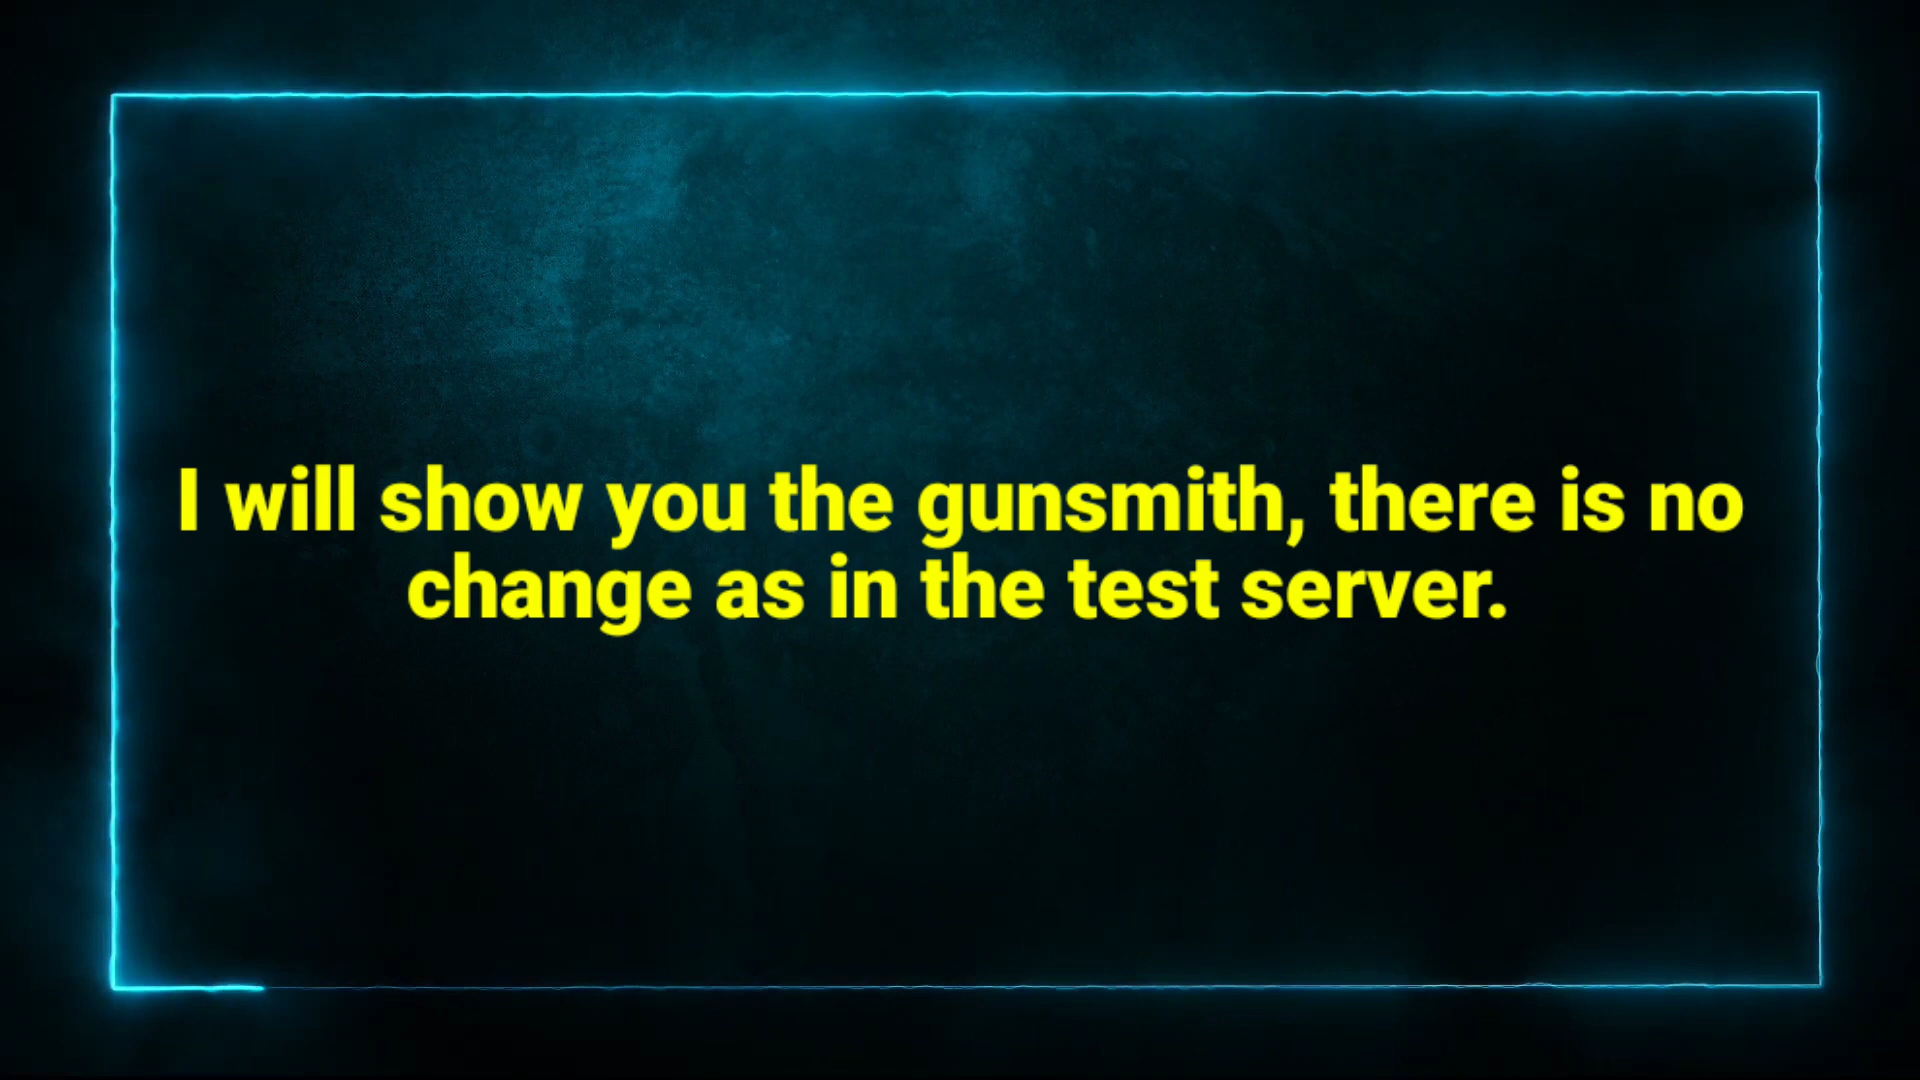 I will show you the gunsmith, there is no
change as in the test server.